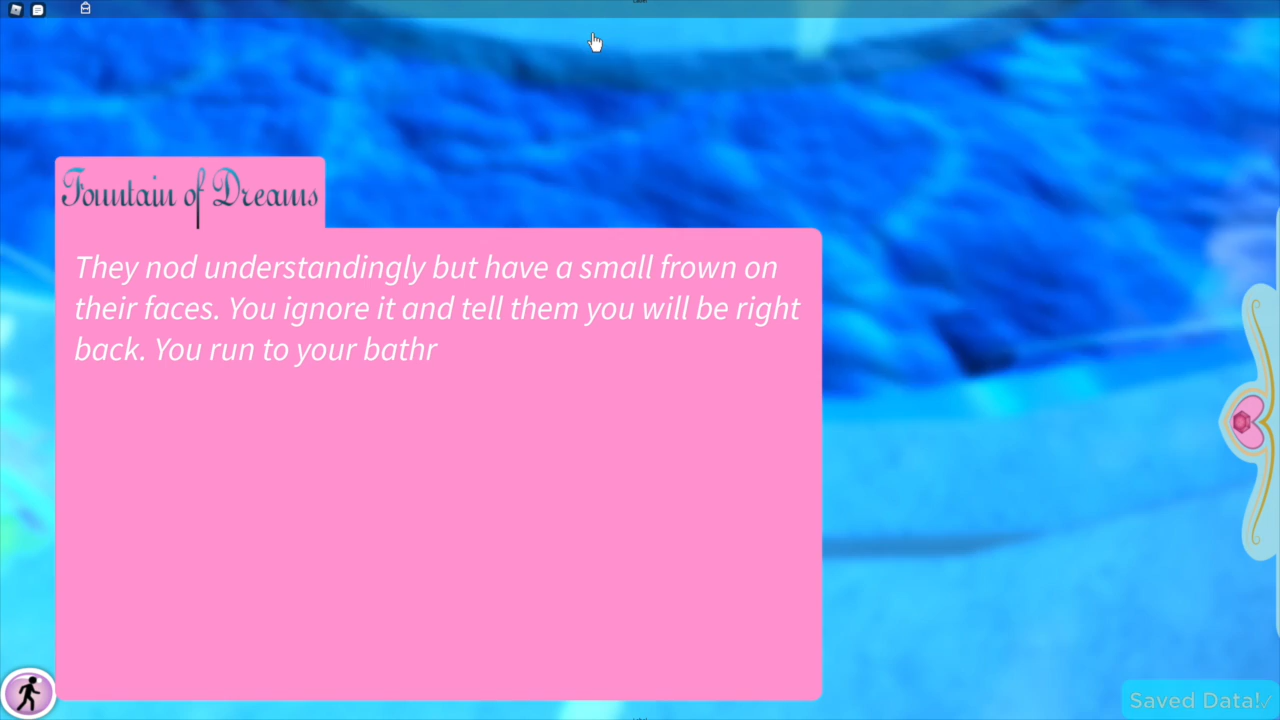 Fountain of Dreams
They nod understandingly but have a small frown on
their faces. You ignore it and tell them you will be right
back. You run to your bathr
Saved Data!✓